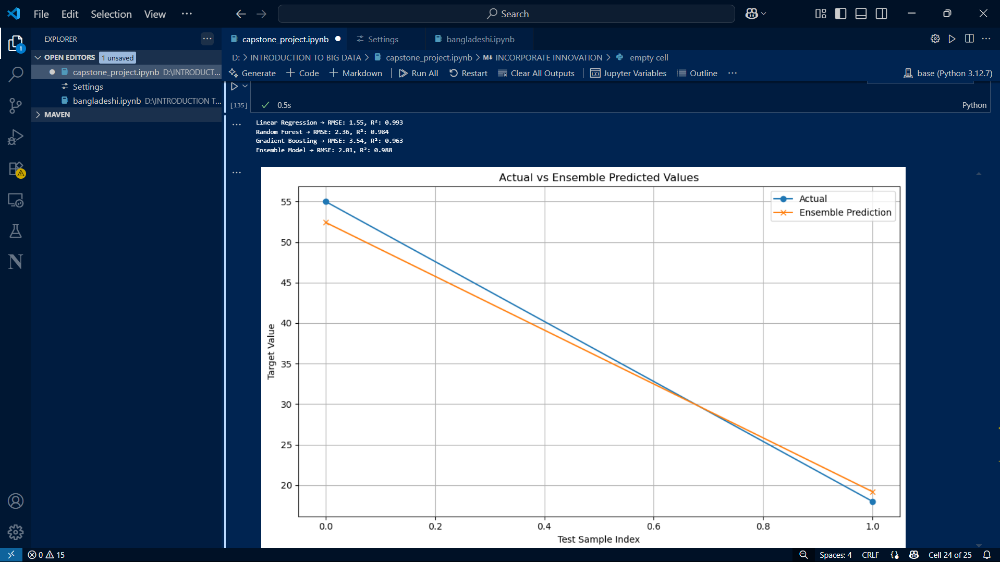 File Edit Selection View ··· Search
EXPLORER ···
OPEN EDITORS 1 unsaved
capstone_project.ipynb D:\INTRODUCT...
Settings
bangladeshi.ipynb D:\INTRODUCTION T...
MAVEN
1
N
capstone_project.ipynb Settings bangladeshi.ipynb
D: > INTRODUCTION TO BIG DATA > capstone_project.ipynb > M↓ INCORPORATE INNOVATION > empty cell
Generate + Code + Markdown Run All Restart Clear All Outputs Jupyter Variables Outline ··· base (Python 3.12.7)
[135] ✓ 0.5s Python
Linear Regression → RMSE: 1.55, R²: 0.993
Random Forest → RMSE: 2.36, R²: 0.984
Gradient Boosting → RMSE: 3.54, R²: 0.963
Ensemble Model → RMSE: 2.01, R²: 0.988
Actual vs Ensemble Predicted Values
Actual
Ensemble Prediction
55
50
45
40
35
30
25
20
Target Value
0.0 0.2 0.4 0.6 0.8 1.0
Test Sample Index
0 15 Spaces: 4 CRLF Cell 24 of 25